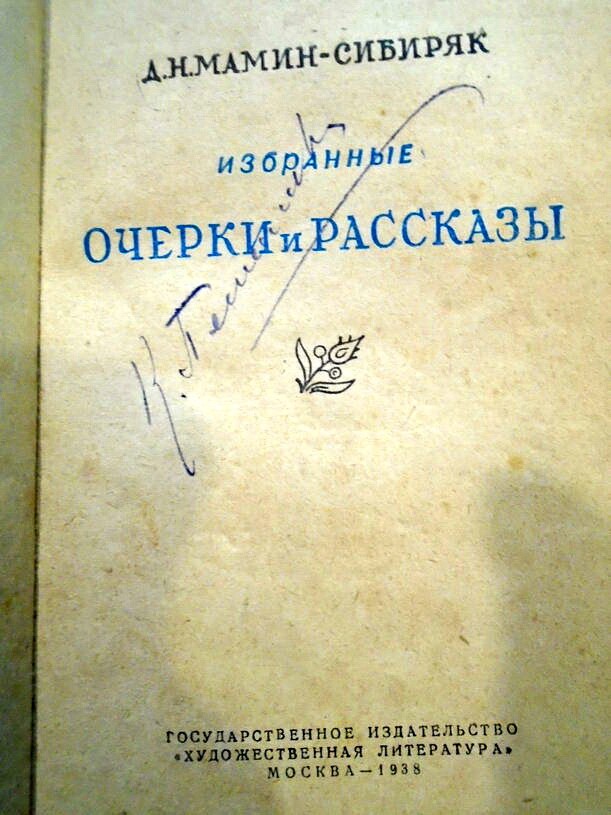 Д.Н.МАМИН-СИБИРЯК
ИЗБРАННЫЕ
ОЧЕРКИ и РАССКАЗЫ
ГОСУДАРСТВЕННОЕ ИЗДАТЕЛЬСТВО
«ХУДОЖЕСТВЕННАЯ ЛИТЕРАТУРА»
МОСКВА — 1938